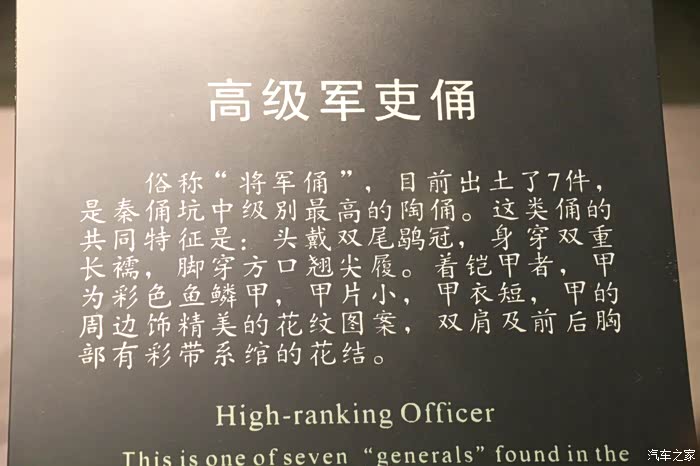 高级军吏俑
俗称“将军俑”，目前出土了7件，
是秦俑坑中级别最高的陶俑。这类俑的
共同特征是：头戴双尾鹖冠，身穿双重
长襦，脚穿方口翘尖履。着铠甲者，甲
为彩色鱼鳞甲，甲片小，甲衣短，甲的
周边饰精美的花纹图案，双肩及前后胸
部有彩带系绾的花结。
High-ranking Officer
This is one of seven “generals” found in the
汽车之家